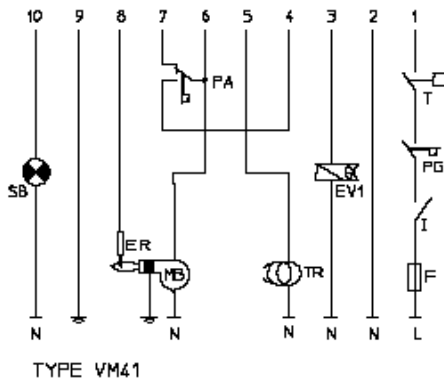 10 9 8 7 6 5 4 3 2 1
PA
T
SB
EV1
PG
ER
I
MB
TR
F
N
N
N N N L
TYPE VM41